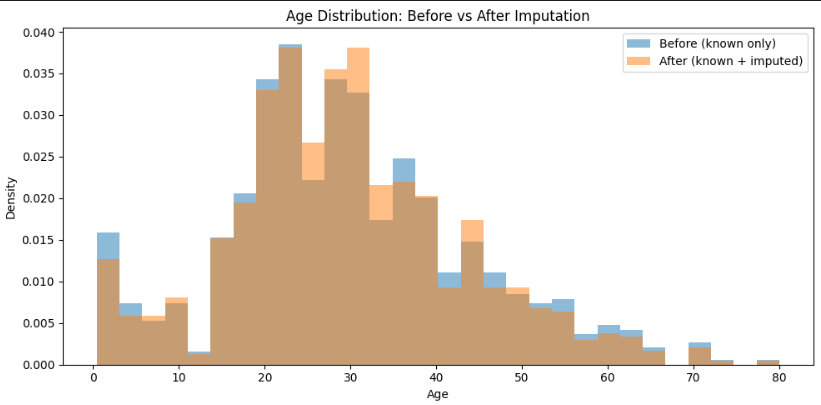 Age Distribution: Before vs After Imputation
Before (known only)
After (known + imputed)
0.040
0.035
0.030
0.025
0.020
0.015
0.010
0.005
0.000
Density
0 10 20 30 40 50 60 70 80
Age